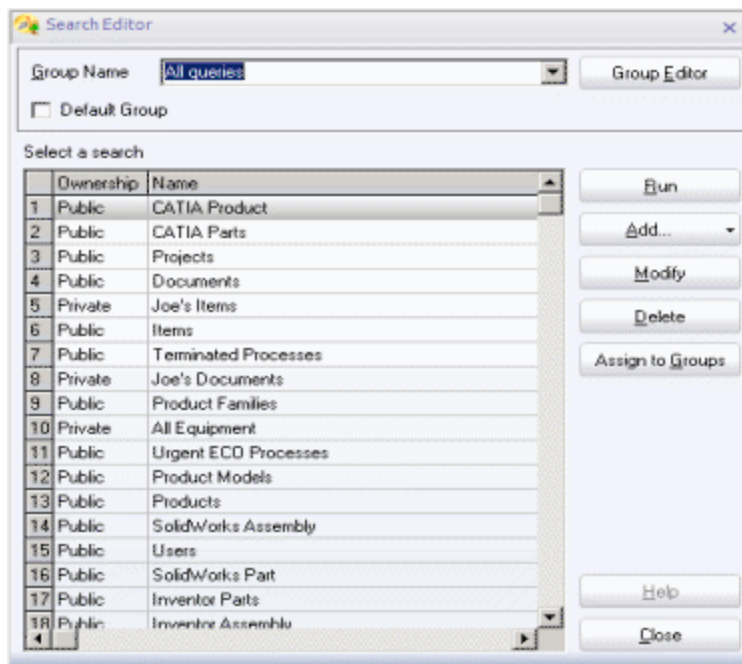 Search Editor
Group Name All queries Group Editor
Default Group
Select a search
Ownership Name
1 Public CATIA Product
2 Public CATIA Parts
3 Public Projects
4 Public Documents
5 Private Joe's Items
6 Public Items
7 Public Terminated Processes
8 Private Joe's Documents
9 Public Product Families
10 Private All Equipment
11 Public Urgent ECO Processes
12 Public Product Models
13 Public Products
14 Public SolidWorks Assembly
15 Public Users
16 Public SolidWorks Part
17 Public Inventor Parts
18 Public Inventor Assembly
Run
Add...
Modify
Delete
Assign to Groups
Help
Close